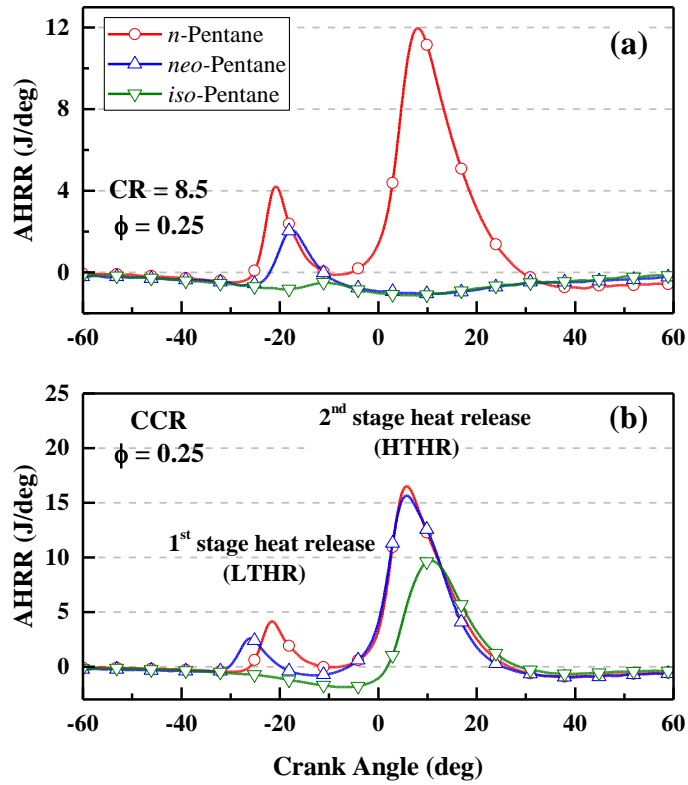 (a)
n-Pentane
neo-Pentane
iso-Pentane
CR = 8.5
ϕ = 0.25
AHRR (J/deg)
12
8
4
0
-60 -40 -20 0 20 40 60
(b)
CCR
ϕ = 0.25
2nd stage heat release
(HTHR)
1st stage heat release
(LTHR)
AHRR (J/deg)
25
20
15
10
5
0
-60 -40 -20 0 20 40 60
Crank Angle (deg)